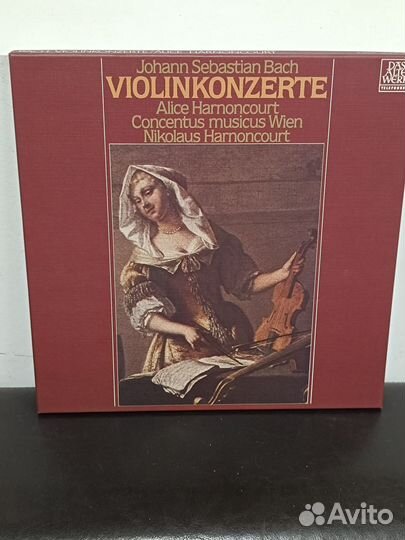 Johann Sebastian Bach
VIOLINKONZERTE
Alice Harnoncourt
Concentus musicus Wien
Nikolaus Harnoncourt
DAS
ALTE
WERK
TELEFUNKEN
Avito